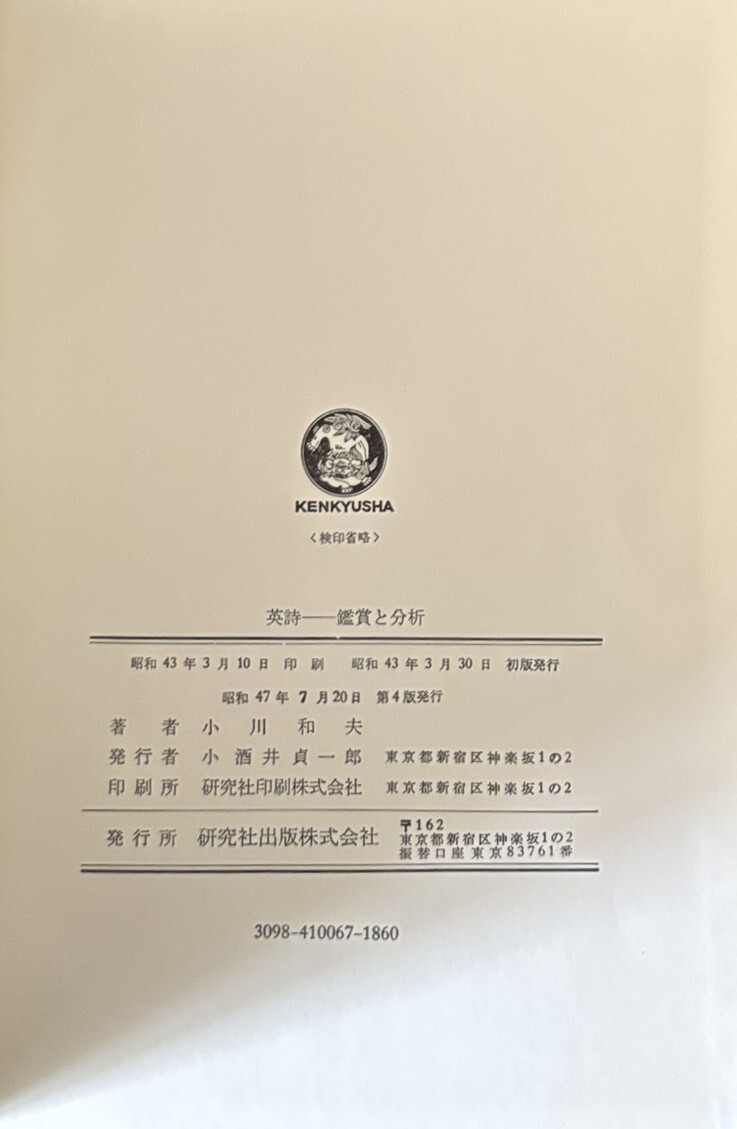 KENKYUSHA
〈検印省略〉
英詩──鑑賞と分析
昭和 43 年 3 月 10 日 印 刷 昭和 43 年 3 月 30 日 初版発行
昭和 47 年 7 月 20 日 第 4 版発行
著 者 小 川 和 夫
発行者 小 酒 井 貞 一 郎 東京都新宿区神楽坂1の2
印刷所 研究社印刷株式会社 東京都新宿区神楽坂1の2
発行所 研究社出版株式会社
〒162
東京都新宿区神楽坂1の2
振替口座 東京 83761 番
3098-410067-1860